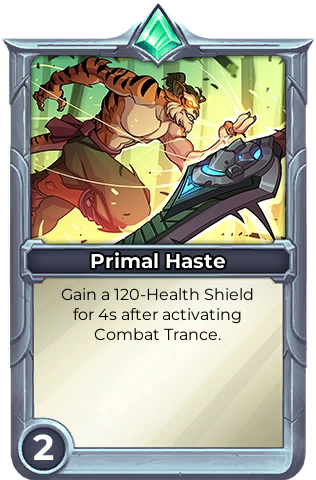 Primal Haste
Gain a 120-Health Shield
for 4s after activating
Combat Trance.
2